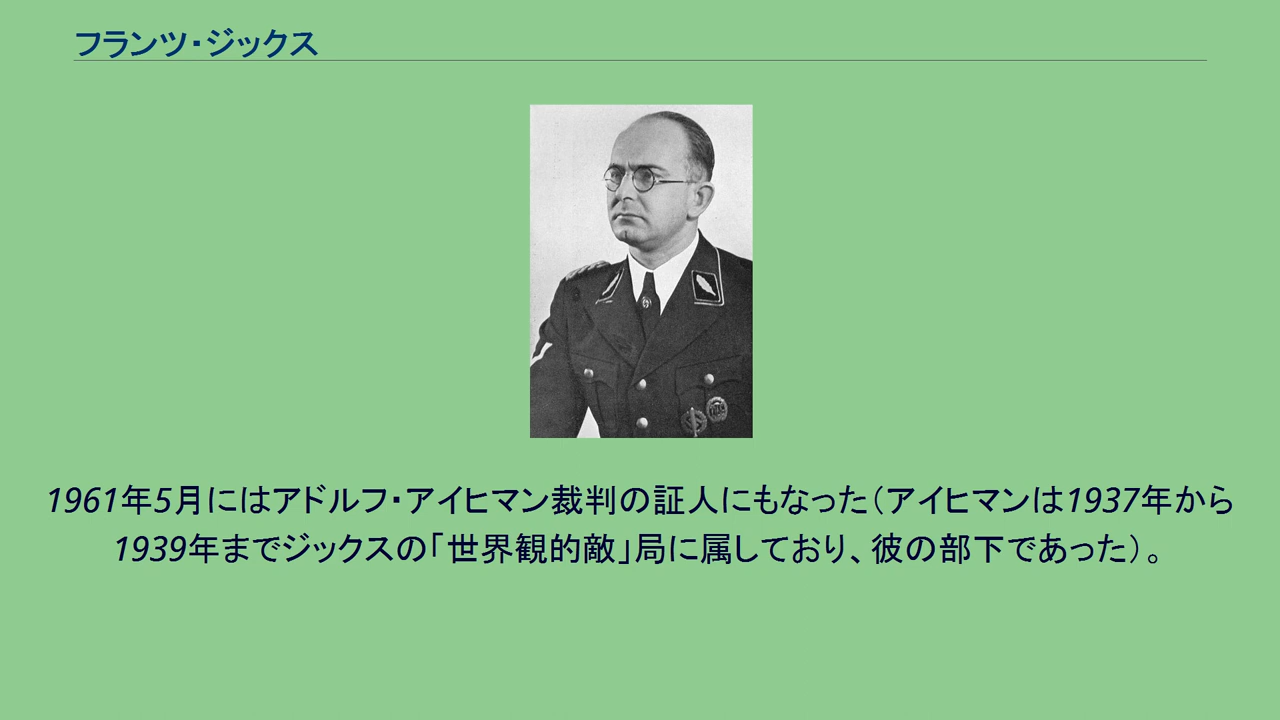 フランツ・ジックス
1961年5月にはアドルフ・アイヒマン裁判の証人にもなった（アイヒマンは1937年から
1939年までジックスの「世界観的敵」局に属しており、彼の部下であった）。